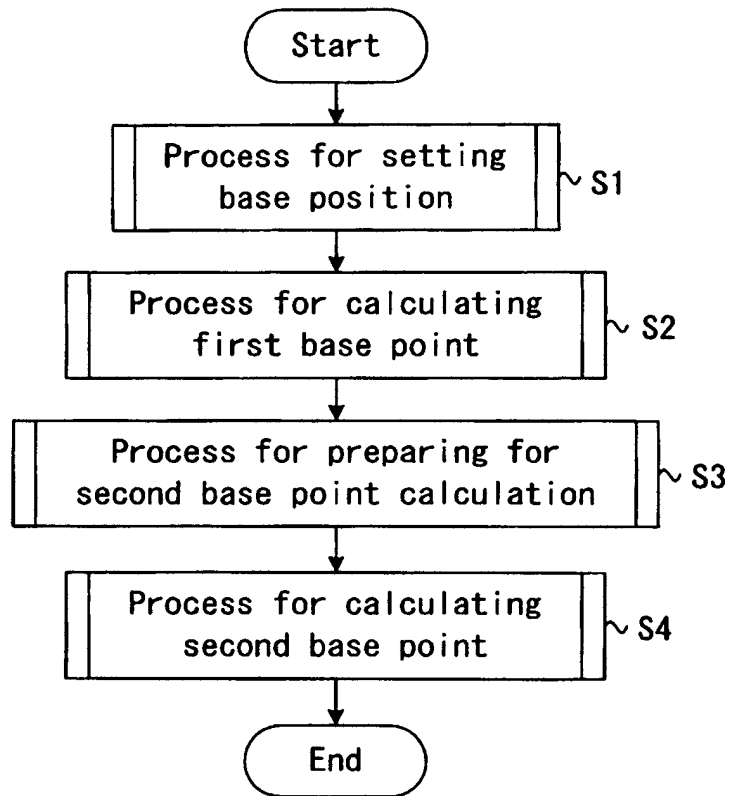 Start
Process for setting
base position
S1
Process for calculating
first base point
S2
Process for preparing for
second base point calculation
S3
Process for calculating
second base point
S4
End